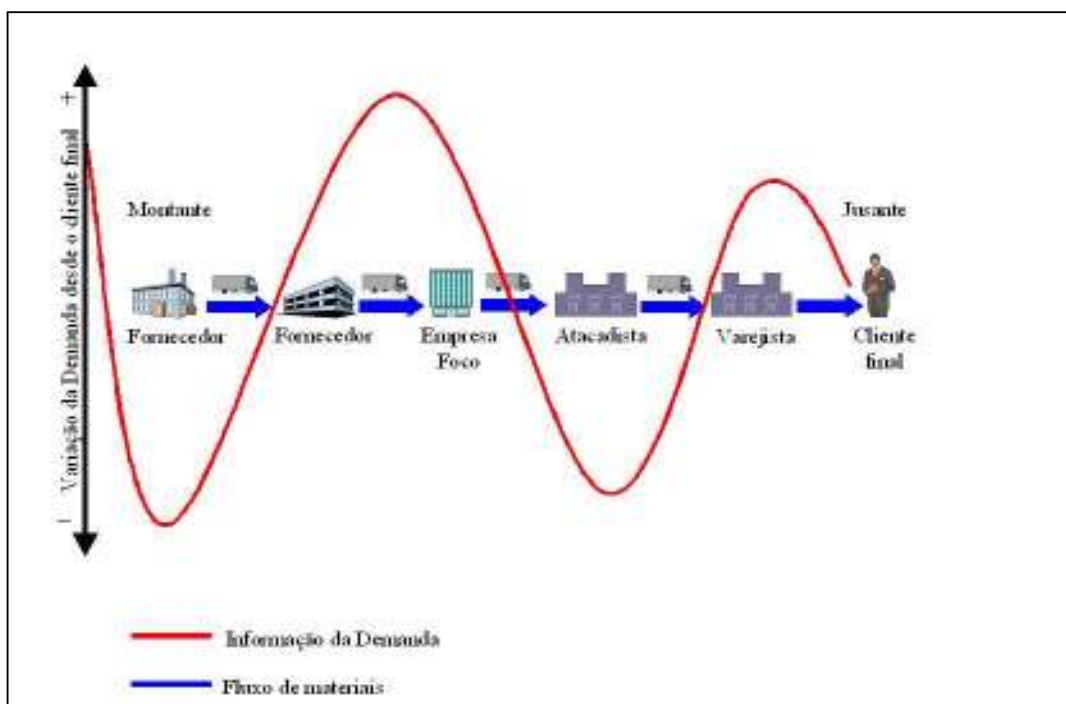 Variação da Demanda desde o cliente final
+
–
Montante
Jusante
Fornecedor
Fornecedor
Empresa
Foco
Atacadista
Varejista
Cliente
final
Informação da Demanda
Fluxo de materiais